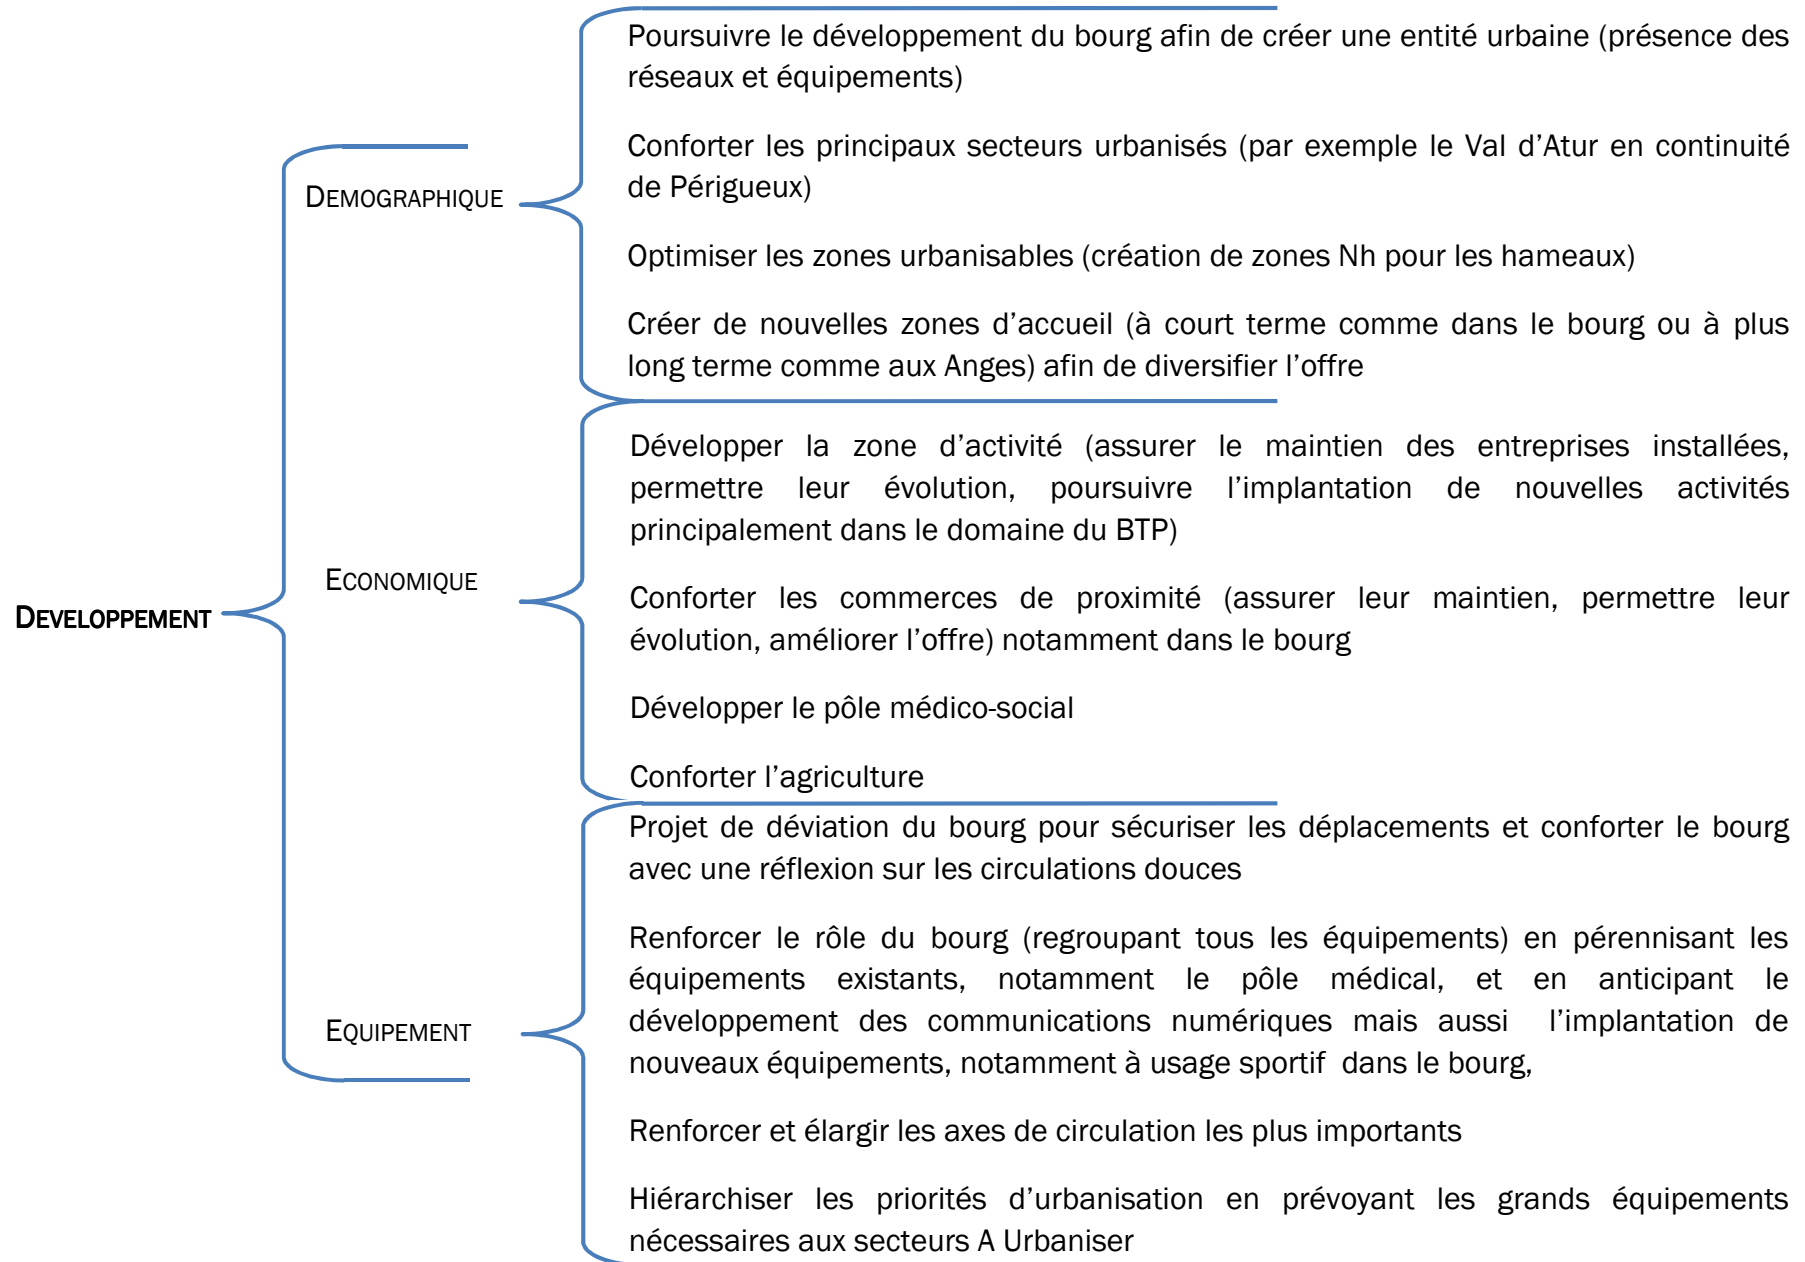 Poursuivre le développement du bourg afin de créer une entité urbaine (présence des
réseaux et équipements)
Conforter les principaux secteurs urbanisés (par exemple le Val d’Atur en continuité
de Périgueux)
DEMOGRAPHIQUE
Optimiser les zones urbanisables (création de zones Nh pour les hameaux)
Créer de nouvelles zones d’accueil (à court terme comme dans le bourg ou à plus
long terme comme aux Anges) afin de diversifier l’offre
Développer la zone d’activité (assurer le maintien des entreprises installées,
permettre leur évolution, poursuivre l’implantation de nouvelles activités
principalement dans le domaine du BTP)
ECONOMIQUE
Conforter les commerces de proximité (assurer leur maintien, permettre leur
évolution, améliorer l’offre) notamment dans le bourg
DEVELOPPEMENT
Développer le pôle médico-social
Conforter l’agriculture
Projet de déviation du bourg pour sécuriser les déplacements et conforter le bourg
avec une réflexion sur les circulations douces
Renforcer le rôle du bourg (regroupant tous les équipements) en pérennisant les
équipements existants, notamment le pôle médical, et en anticipant le
développement des communications numériques mais aussi l’implantation de
nouveaux équipements, notamment à usage sportif dans le bourg,
EQUIPEMENT
Renforcer et élargir les axes de circulation les plus importants
Hiérarchiser les priorités d’urbanisation en prévoyant les grands équipements
nécessaires aux secteurs A Urbaniser